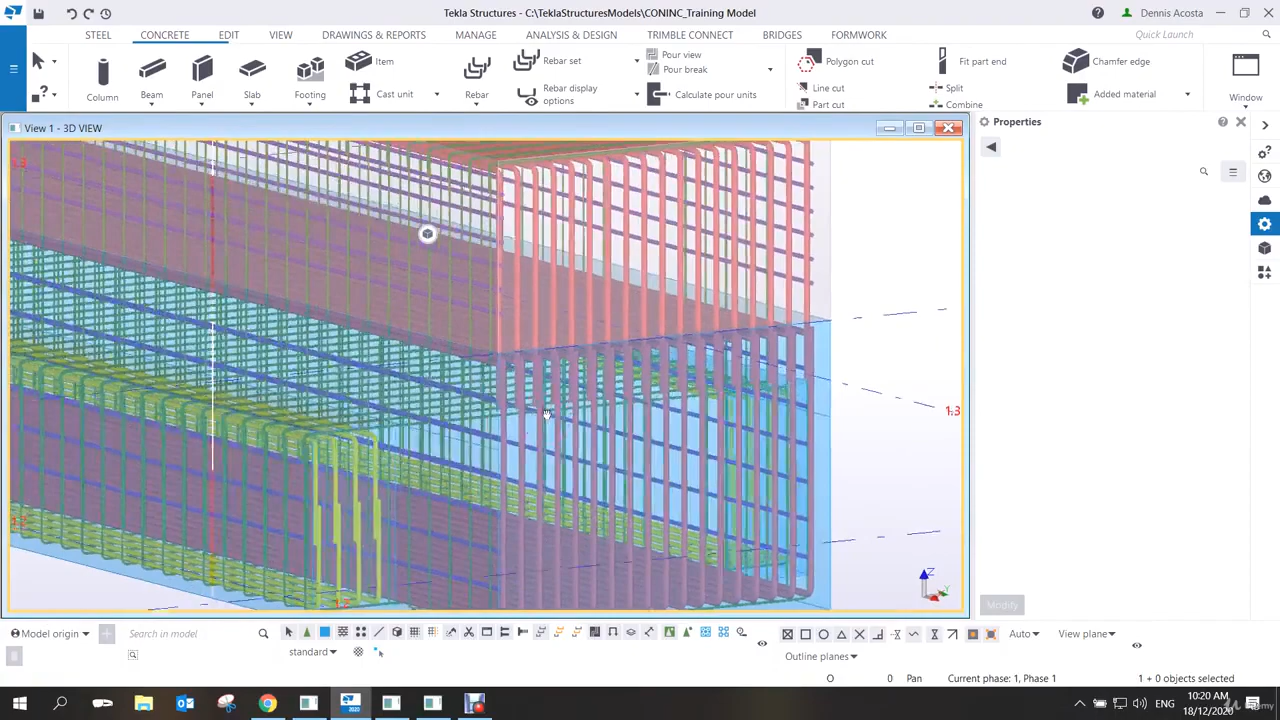 Tekla Structures - C:\TeklaStructuresModels\CONINC_Training Model
Dennis Acosta
STEEL CONCRETE EDIT VIEW DRAWINGS & REPORTS MANAGE ANALYSIS & DESIGN TRIMBLE CONNECT BRIDGES FORMWORK Quick Launch
Column Beam Panel Slab Footing
Item
Cast unit
Rebar
Rebar set
Rebar display options
Pour view
Pour break
Calculate pour units
Polygon cut
Line cut
Part cut
Fit part end
Split
Combine
Chamfer edge
Added material
Window
View 1 - 3D VIEW
Properties
1:3
Z
Modify
Model origin
Search in model
Auto
View plane
standard
Outline planes
O 0 Pan Current phase: 1, Phase 1 1 + 0 objects selected
ENG
10:20 AM
18/12/2020